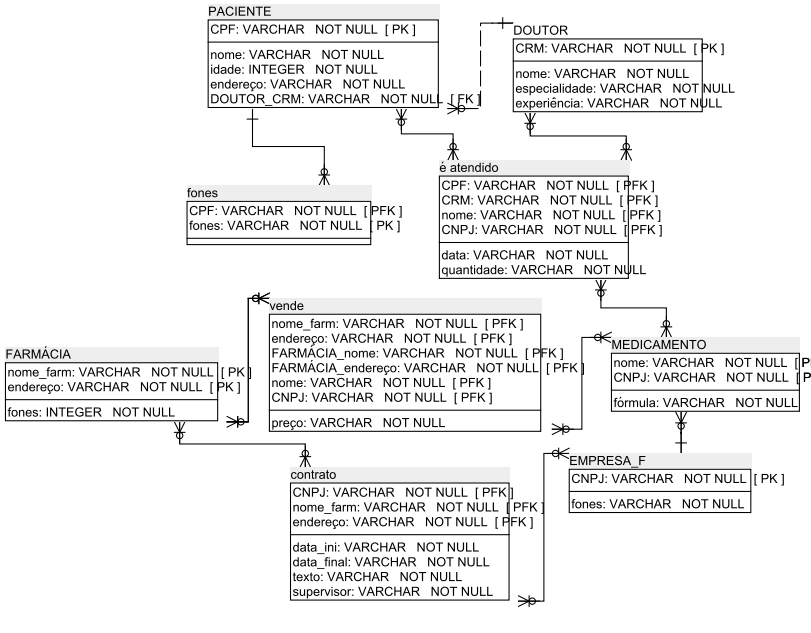 PACIENTE
CPF: VARCHAR NOT NULL [ PK ]
nome: VARCHAR NOT NULL
idade: INTEGER NOT NULL
endereço: VARCHAR NOT NULL
DOUTOR_CRM: VARCHAR NOT NULL [ FK ]
DOUTOR
CRM: VARCHAR NOT NULL [ PK ]
nome: VARCHAR NOT NULL
especialidade: VARCHAR NOT NULL
experiência: VARCHAR NOT NULL
fones
CPF: VARCHAR NOT NULL [ PFK ]
fones: VARCHAR NOT NULL [ PK ]
é atendido
CPF: VARCHAR NOT NULL [ PFK ]
CRM: VARCHAR NOT NULL [ PFK ]
nome: VARCHAR NOT NULL [ PFK ]
CNPJ: VARCHAR NOT NULL [ PFK ]
data: VARCHAR NOT NULL
quantidade: VARCHAR NOT NULL
vende
nome_farm: VARCHAR NOT NULL [ PFK ]
endereço: VARCHAR NOT NULL [ PFK ]
FARMÁCIA_nome: VARCHAR NOT NULL [ PFK ]
FARMÁCIA_endereço: VARCHAR NOT NULL [ PFK ]
nome: VARCHAR NOT NULL [ PFK ]
CNPJ: VARCHAR NOT NULL [ PFK ]
preço: VARCHAR NOT NULL
FARMÁCIA
nome_farm: VARCHAR NOT NULL [ PK ]
endereço: VARCHAR NOT NULL [ PK ]
fones: INTEGER NOT NULL
MEDICAMENTO
nome: VARCHAR NOT NULL [ P
CNPJ: VARCHAR NOT NULL [ P
fórmula: VARCHAR NOT NULL
contrato
CNPJ: VARCHAR NOT NULL [ PFK ]
nome_farm: VARCHAR NOT NULL [ PFK ]
endereço: VARCHAR NOT NULL [ PFK ]
data_ini: VARCHAR NOT NULL
data_final: VARCHAR NOT NULL
texto: VARCHAR NOT NULL
supervisor: VARCHAR NOT NULL
EMPRESA_F
CNPJ: VARCHAR NOT NULL [ PK ]
fones: VARCHAR NOT NULL